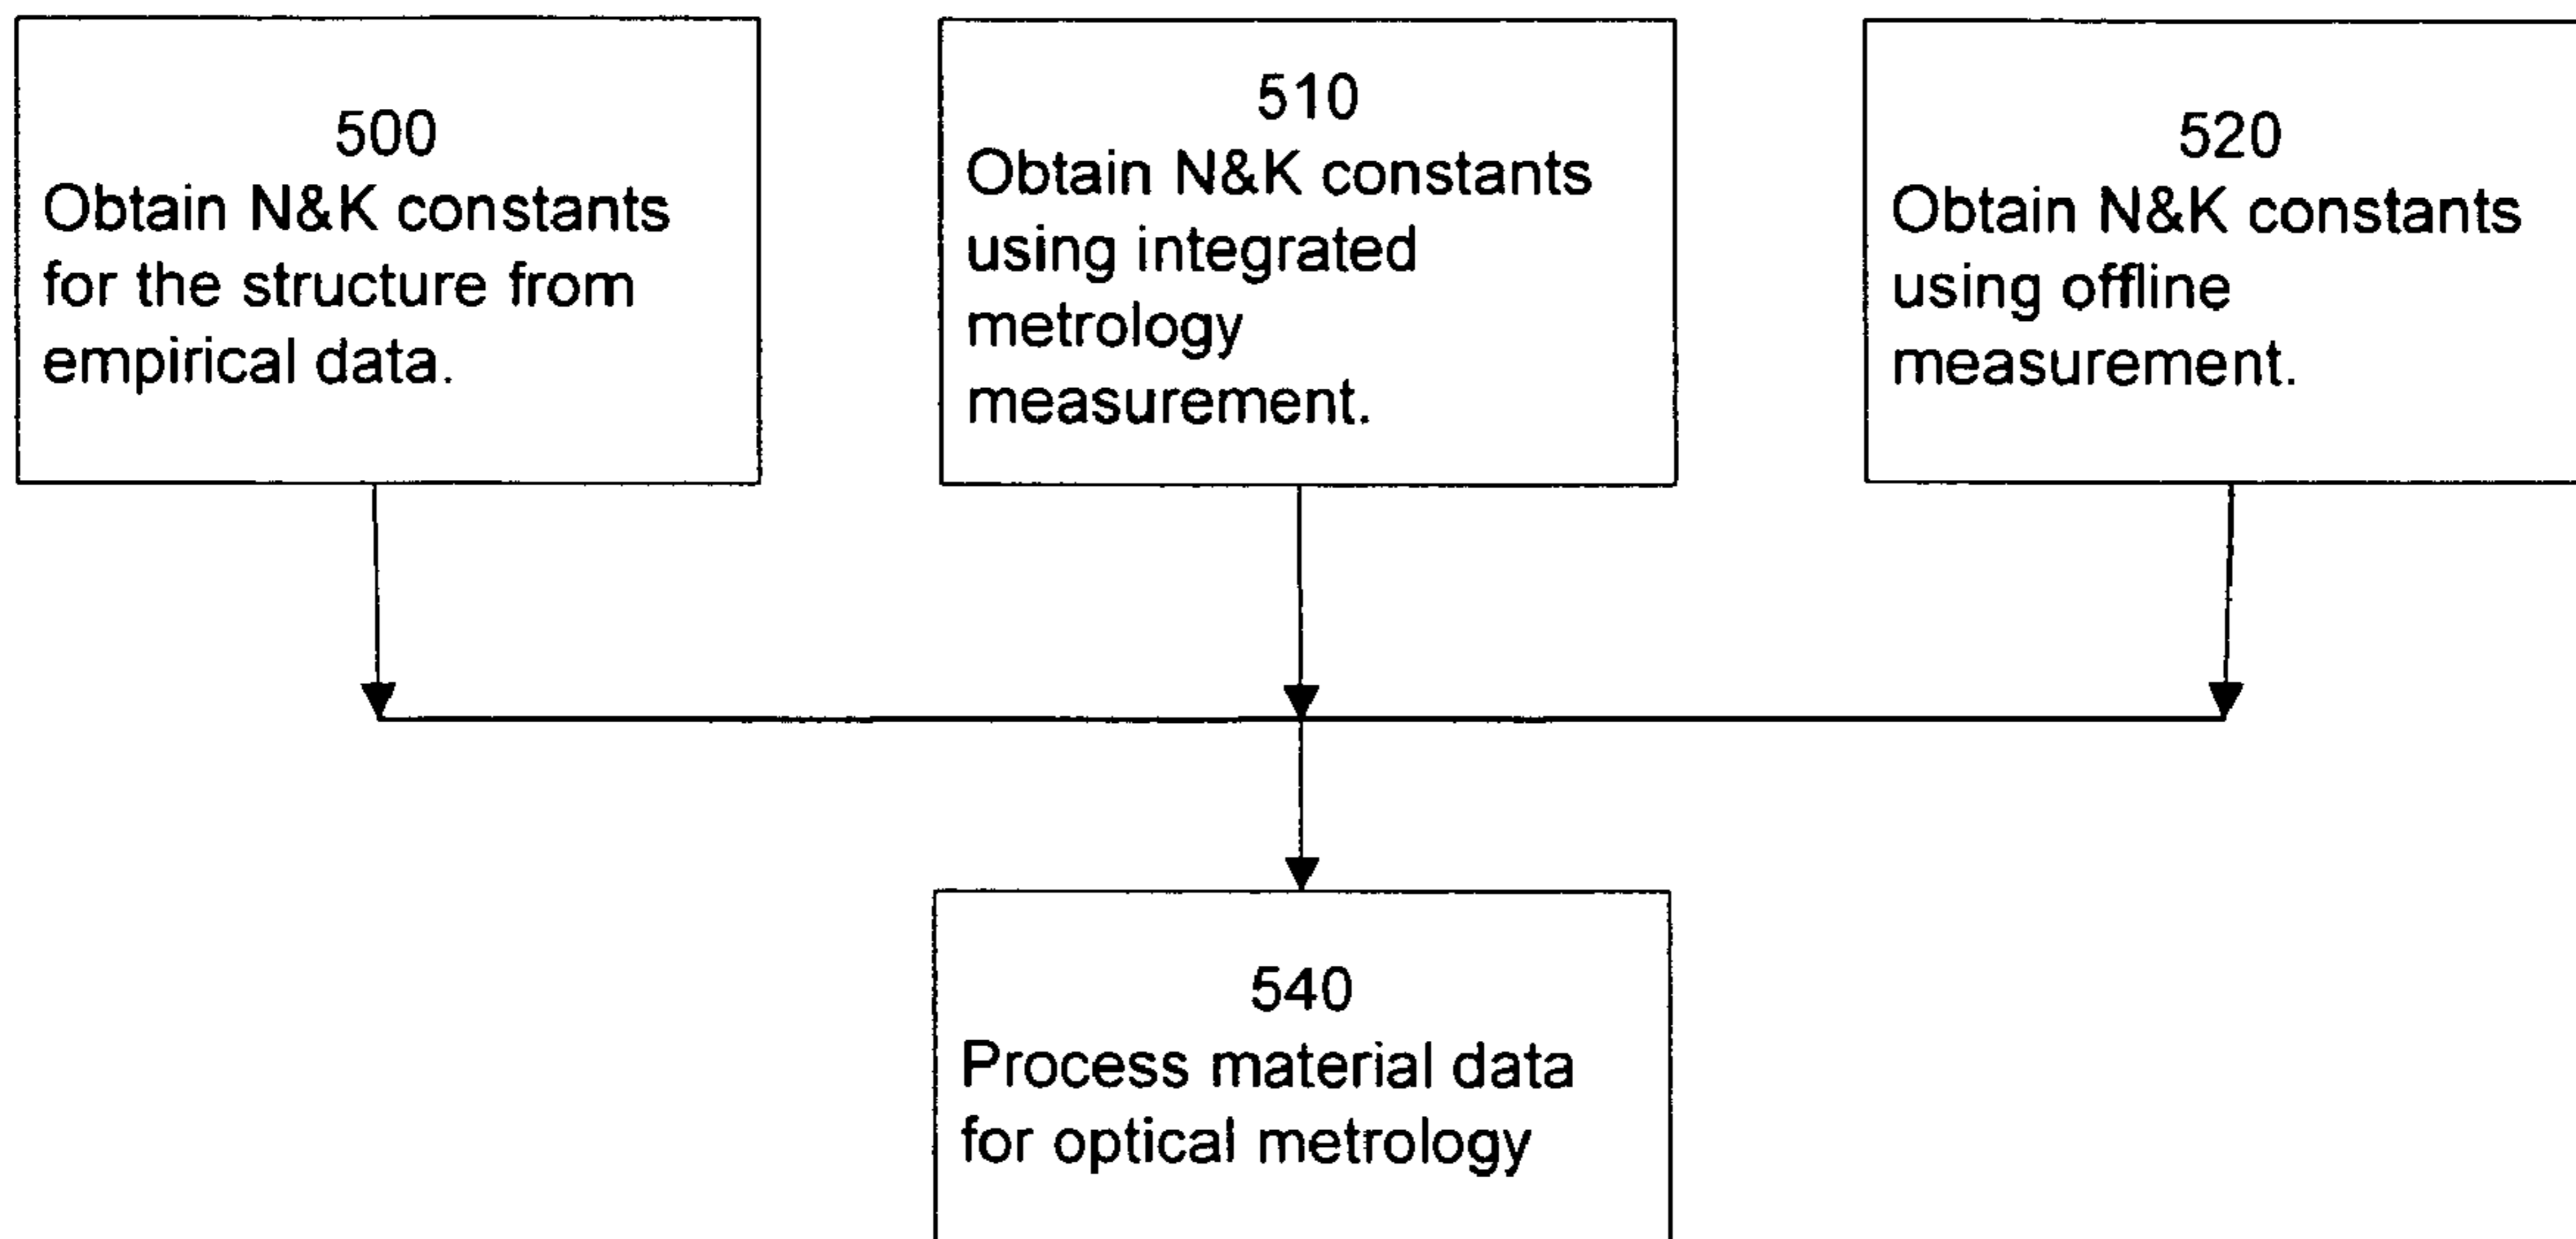 500
Obtain N&K constants
for the structure from
empirical data.
510
Obtain N&K constants
using integrated
metrology
measurement.
520
Obtain N&K constants
using offline
measurement.
540
Process material data
for optical metrology